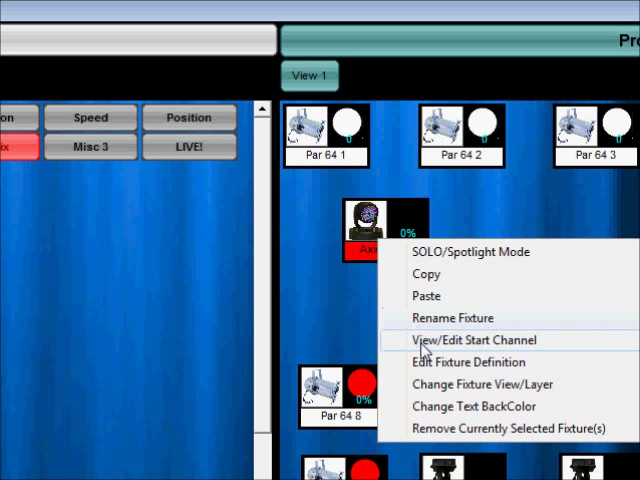 Pro
View 1
on
Speed
Position
ix
Misc 3
LIVE!
0
0
0
Par 64 1
Par 64 2
Par 64 3
0%
Axi
SOLO/Spotlight Mode
Copy
Paste
Rename Fixture
View/Edit Start Channel
Edit Fixture Definition
Change Fixture View/Layer
Change Text BackColor
Remove Currently Selected Fixture(s)
0%
Par 64 8